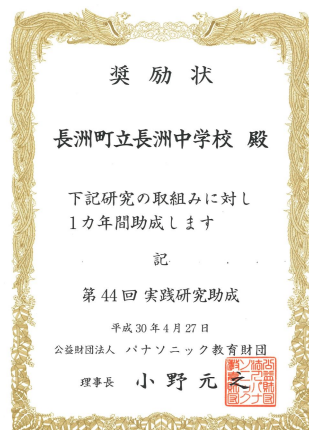 奨励状
長洲町立長洲中学校 殿
下記研究の取組みに対し
1カ年間助成します
記
第44回 実践研究助成
平成30年4月27日
公益財団法人 パナソニック教育財団
理事長 小野元之